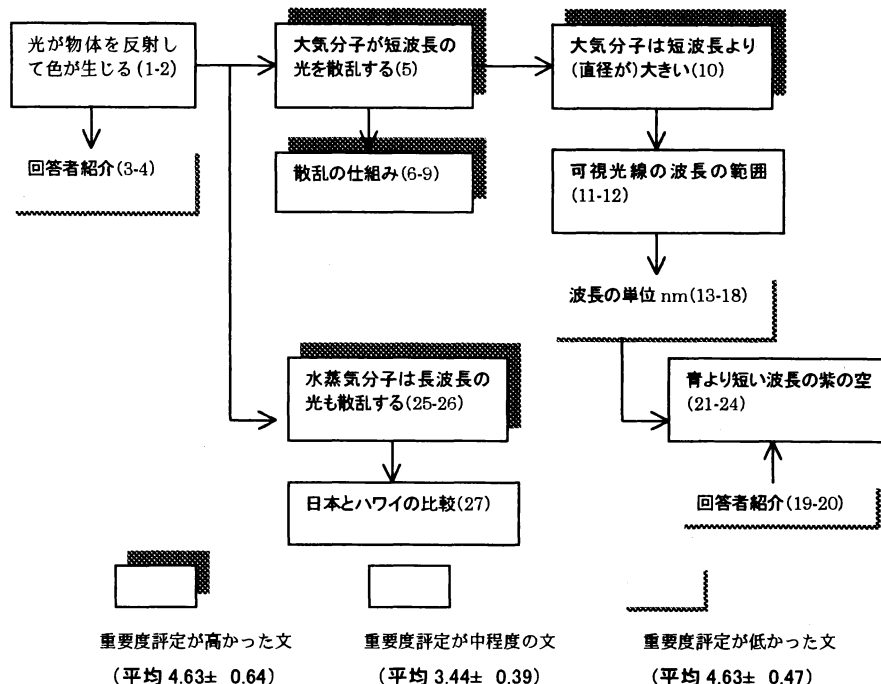 光が物体を反射し
て色が生じる(1-2)
大気分子が短波長の
光を散乱する(5)
大気分子は短波長より
(直径が)大きい(10)
回答者紹介(3-4)
散乱の仕組み(6-9)
可視光線の波長の範囲
(11-12)
波長の単位 nm(13-18)
水蒸気分子は長波長の
光も散乱する(25-26)
青より短い波長の紫の空
(21-24)
日本とハワイの比較(27)
回答者紹介(19-20)
重要度評定が高かった文
(平均 4.63± 0.64)
重要度評定が中程度の文
(平均 3.44± 0.39)
重要度評定が低かった文
(平均 4.63± 0.47)